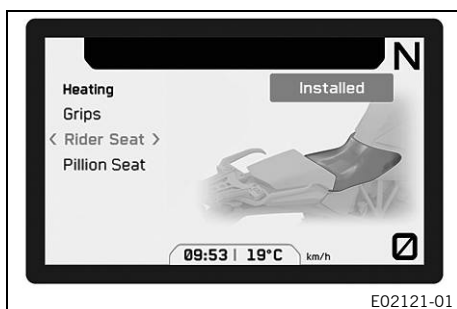 N
Heating
Installed
Grips
< Rider Seat >
Pillion Seat
09:53 | 19°C km/h
0
E02121-01